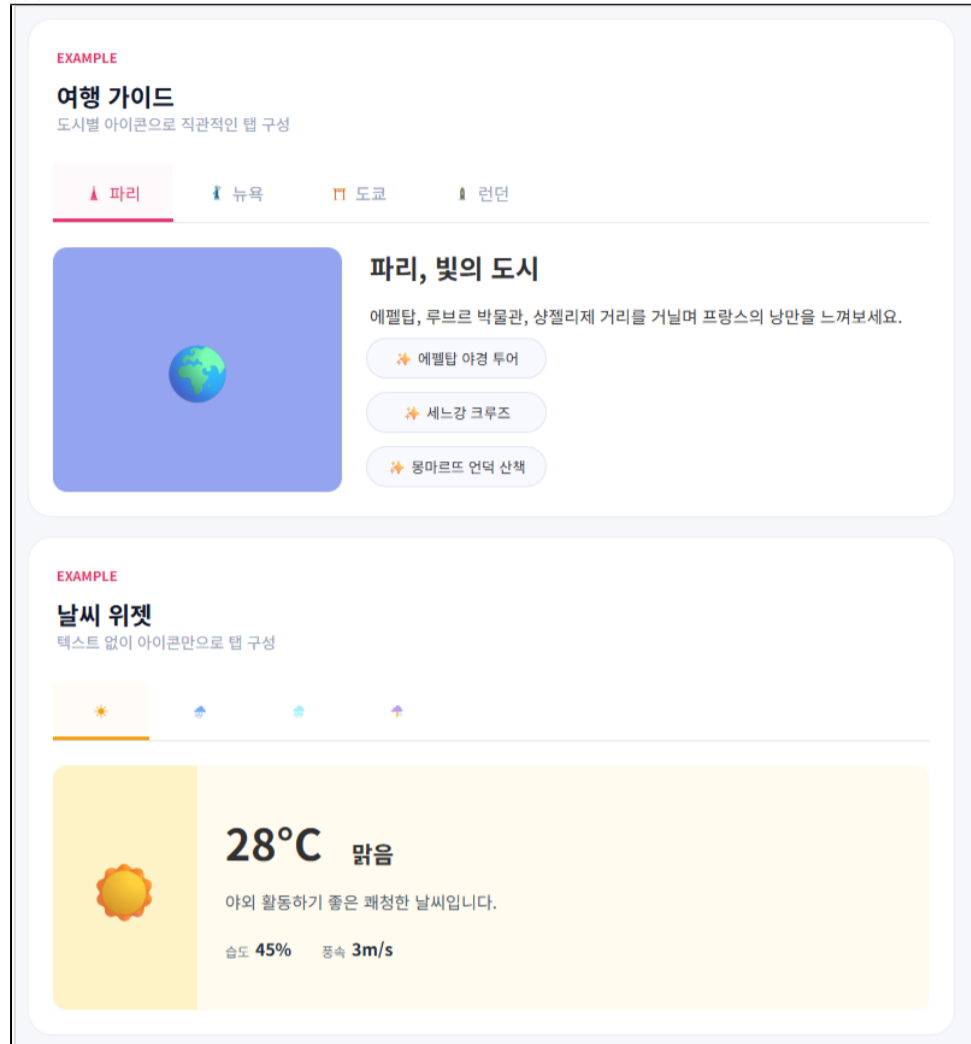 EXAMPLE
여행 가이드
도시별 아이콘으로 직관적인 탭 구성
파리 뉴욕 도쿄 런던
파리, 빛의 도시
에펠탑, 루브르 박물관, 샹젤리제 거리를 거닐며 프랑스의 낭만을 느껴보세요.
에펠탑 야경 투어
세느강 크루즈
몽마르뜨 언덕 산책
EXAMPLE
날씨 위젯
텍스트 없이 아이콘만으로 탭 구성
28°C 맑음
야외 활동하기 좋은 쾌청한 날씨입니다.
습도 45% 풍속 3m/s